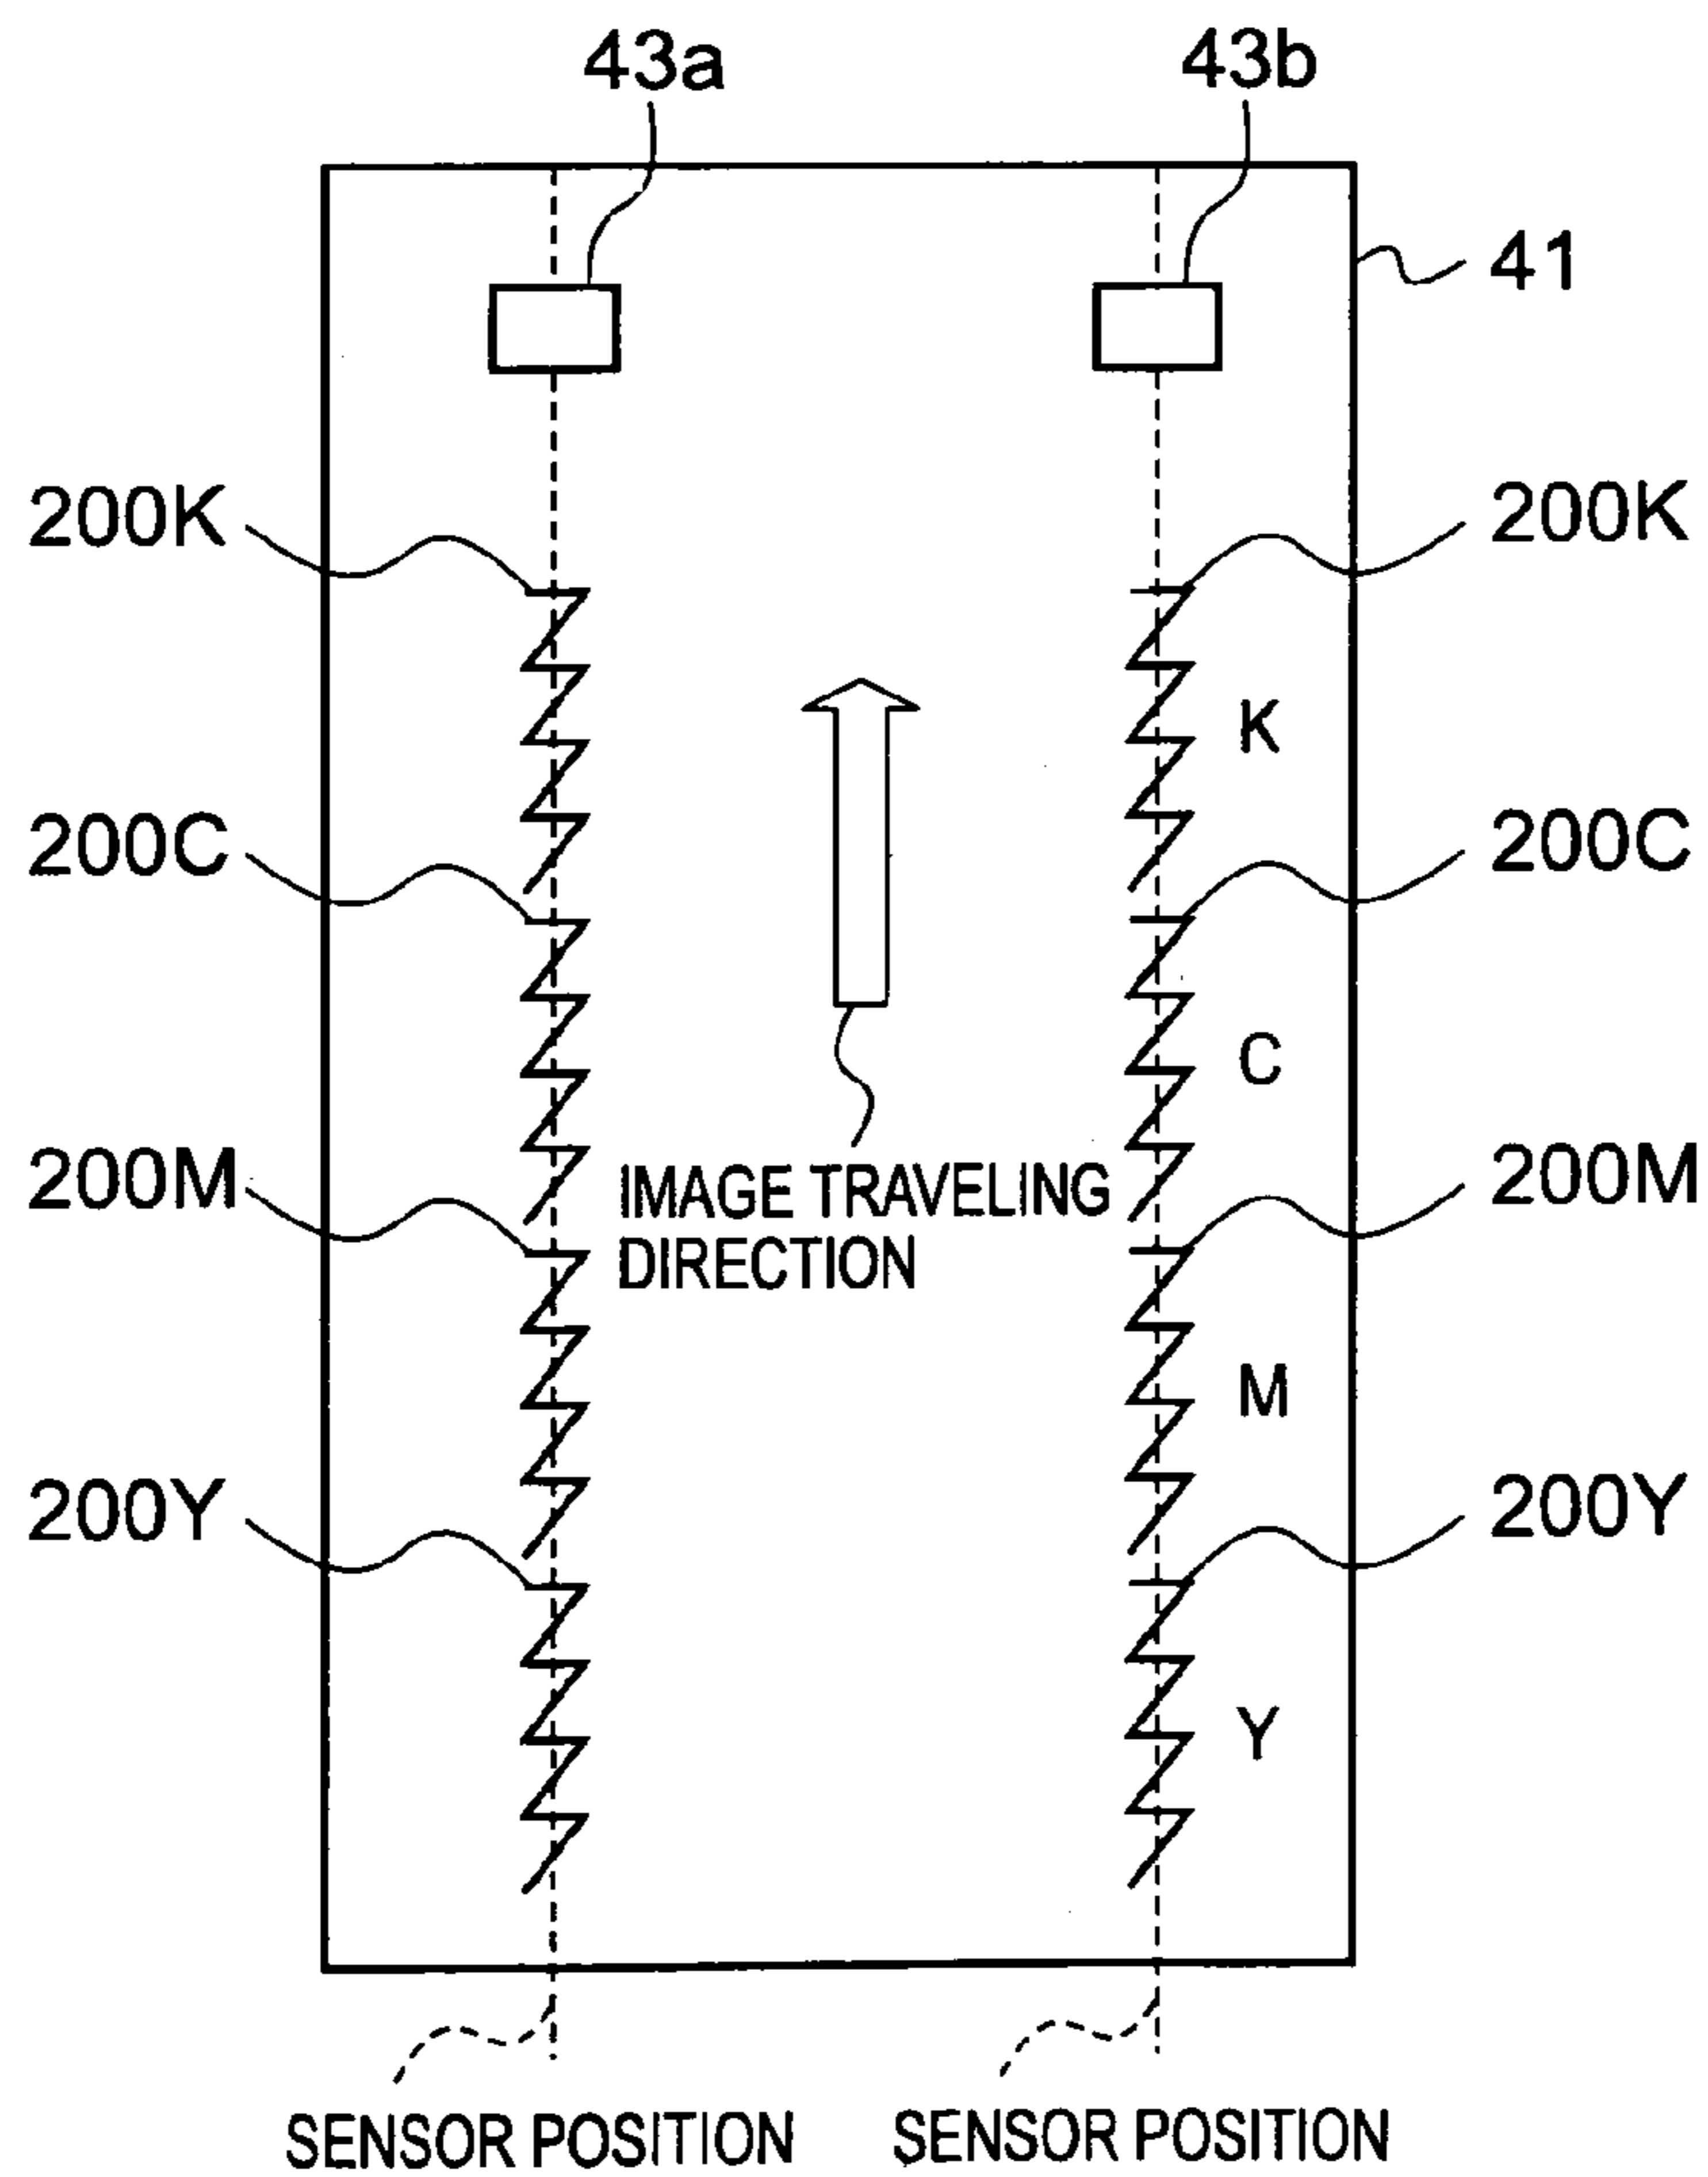 43a
43b
41
200K
200K
K
200C
200C
C
200M
200M
IMAGE TRAVELING
DIRECTION
M
200Y
200Y
Y
SENSOR POSITION
SENSOR POSITION